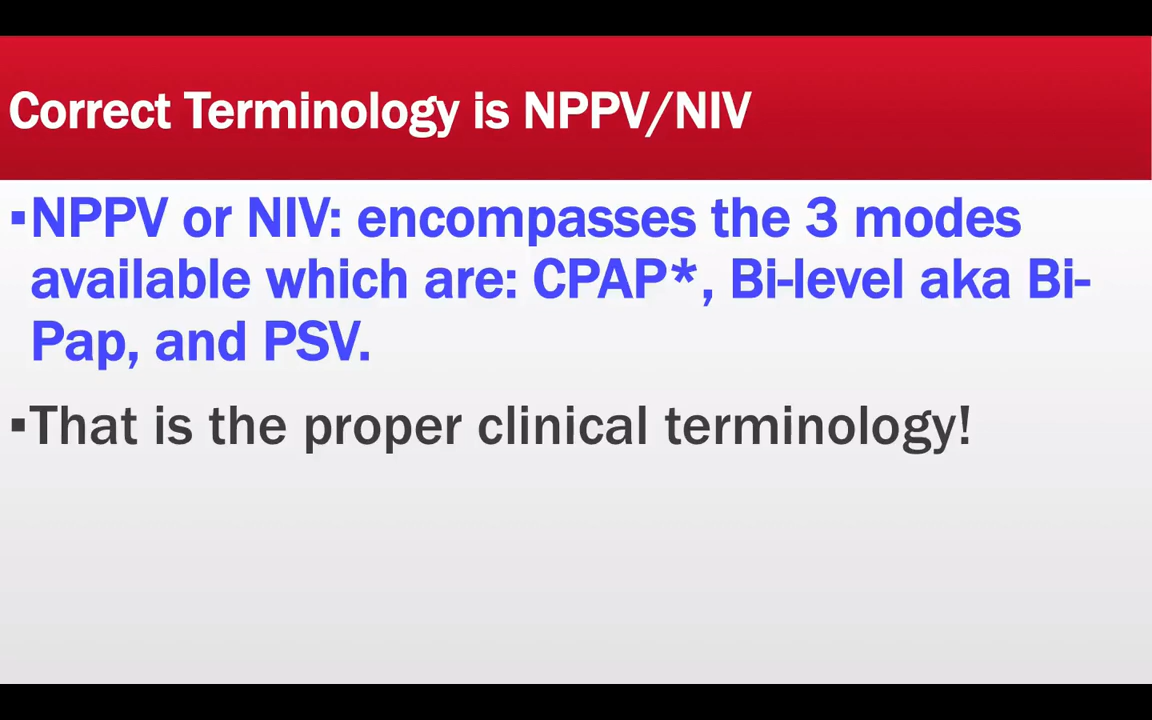 Correct Terminology is NPPV/NIV
▪NPPV or NIV: encompasses the 3 modes
available which are: CPAP*, Bi-level aka Bi-
Pap, and PSV.
▪That is the proper clinical terminology!